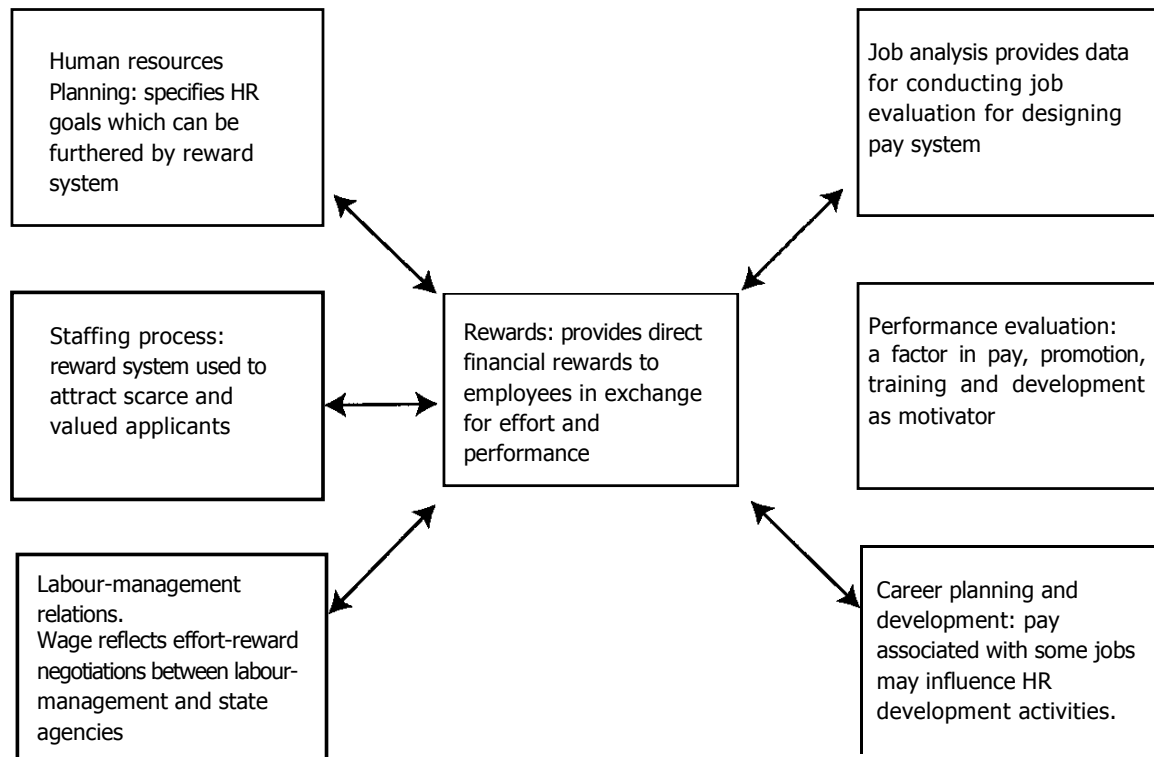 Human resources
Planning: specifies HR
goals which can be
furthered by reward
system
Job analysis provides data
for conducting job
evaluation for designing
pay system
Staffing process:
reward system used to
attract scarce and
valued applicants
Rewards: provides direct
financial rewards to
employees in exchange
for effort and
performance
Performance evaluation:
a factor in pay, promotion,
training and development
as motivator
Labour-management
relations.
Wage reflects effort-reward
negotiations between labour-
management and state
agencies
Career planning and
development: pay
associated with some jobs
may influence HR
development activities.